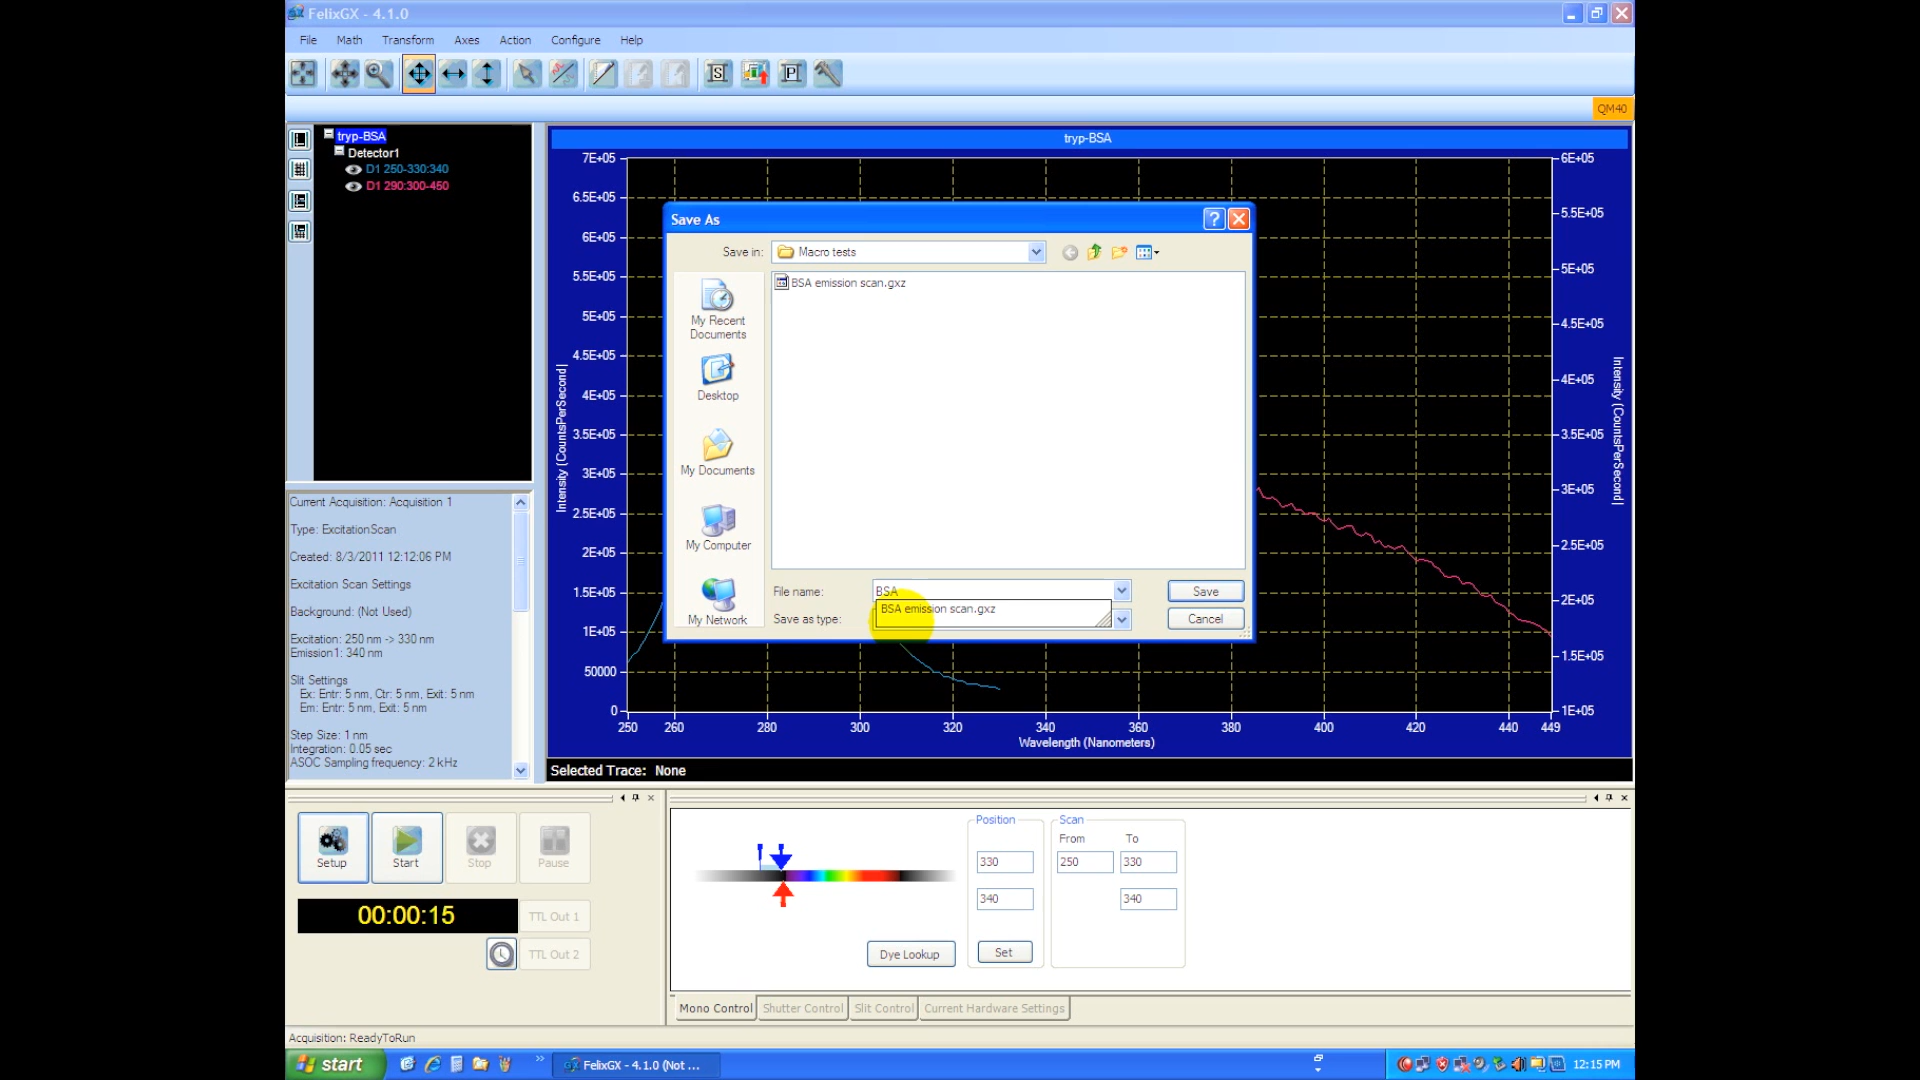 FelixGX - 4.1.0
File Math Transform Axes Action Configure Help
S P
QM40
tryp-BSA
Detector1
D1 250-330:340
D1 290:300-450
Current Acquisition: Acquisition 1
Type: ExcitationScan
Created: 8/3/2011 12:12:06 PM
Excitation Scan Settings
Background: (Not Used)
Excitation: 250 nm -> 330 nm
Emission1: 340 nm
Slit Settings
Ex: Entr: 5 nm, Ctr: 5 nm, Exit: 5 nm
Em: Entr: 5 nm, Exit: 5 nm
Step Size: 1 nm
Integration: 0.05 sec
ASOC Sampling frequency: 2 kHz
tryp-BSA
7E+05
6.5E+05
6E+05
5.5E+05
5E+05
4.5E+05
4E+05
3.5E+05
3E+05
2.5E+05
2E+05
1.5E+05
1E+05
50000
0
Intensity (CountsPerSecond)
250 260 280 300 320 340 360 380 400 420 440 449
Wavelength (Nanometers)
6E+05
5.5E+05
5E+05
4.5E+05
4E+05
3.5E+05
3E+05
2.5E+05
2E+05
1.5E+05
1E+05
Intensity (CountsPerSecond)
Selected Trace: None
Save As
Save in: Macro tests
BSA emission scan.gxz
My Recent
Documents
Desktop
My Documents
My Computer
My Network
File name: BSA
Save
BSA emission scan.gxz
Save as type:
Cancel
Setup Start Stop Pause
00:00:15
TTL Out 1
TTL Out 2
Position
330
340
Set
Scan
From To
250 330
340
Dye Lookup
Mono Control Shutter Control Slit Control Current Hardware Settings
Acquisition: ReadyToRun
start
FelixGX - 4.1.0 (Not ...
12:15 PM